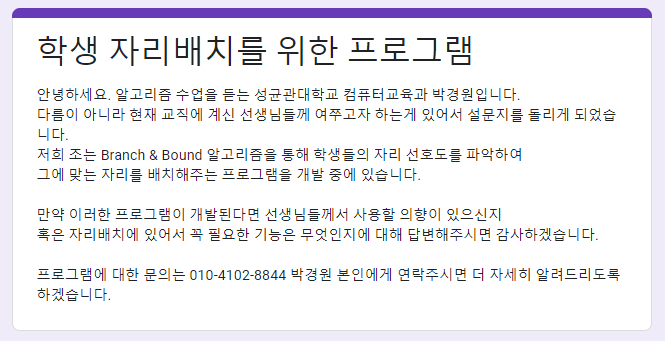 학생 자리배치를 위한 프로그램
안녕하세요. 알고리즘 수업을 듣는 성균관대학교 컴퓨터교육과 박경원입니다.
다름이 아니라 현재 교직에 계신 선생님들께 여쭈고자 하는게 있어서 설문지를 돌리게 되었습
니다.
저희 조는 Branch & Bound 알고리즘을 통해 학생들의 자리 선호도를 파악하여
그에 맞는 자리를 배치해주는 프로그램을 개발 중에 있습니다.
만약 이러한 프로그램이 개발된다면 선생님들께서 사용할 의향이 있으신지
혹은 자리배치에 있어서 꼭 필요한 기능은 무엇인지에 대해 답변해주시면 감사하겠습니다.
프로그램에 대한 문의는 010-4102-8844 박경원 본인에게 연락주시면 더 자세히 알려드리도록
하겠습니다.